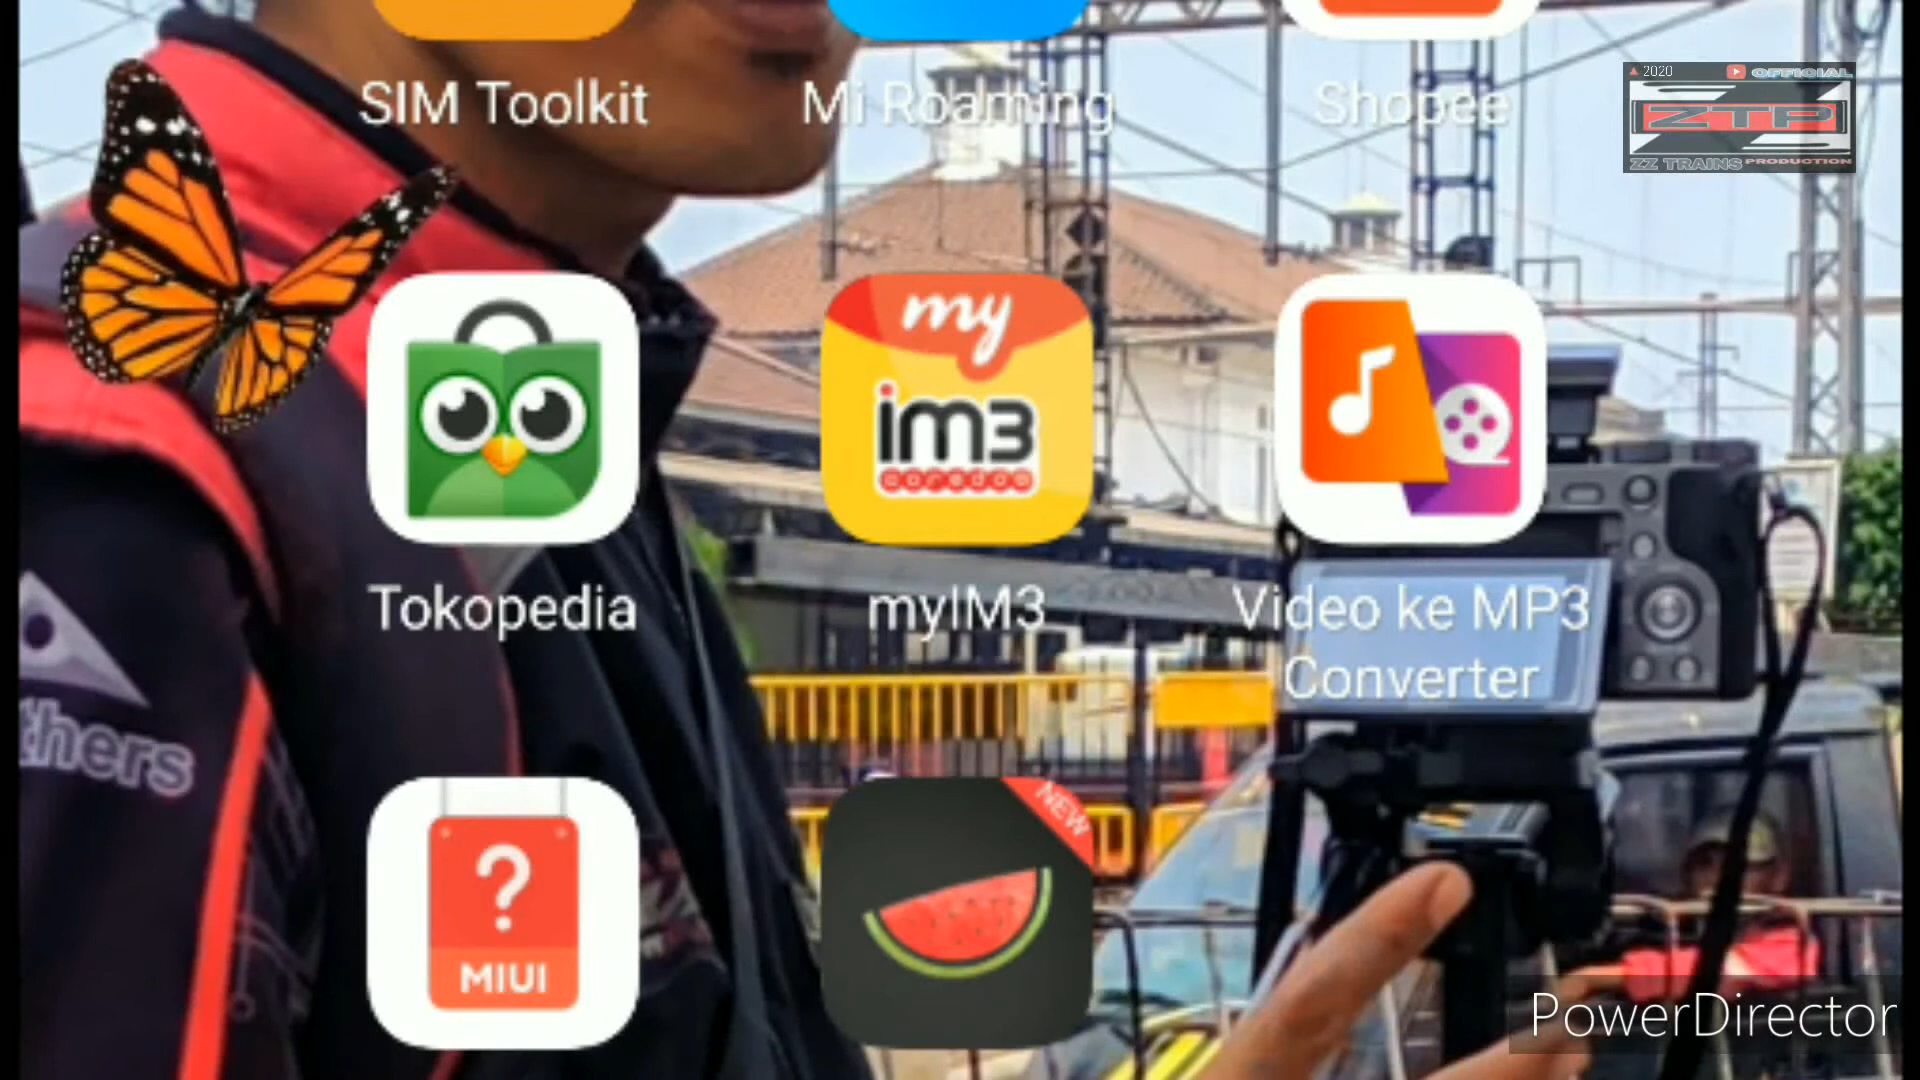 SIM Toolkit
Mi Roaming
Shopee
▲ 2020
OFFICIAL
ZTP
ZZ TRAINS PRODUCTION
my
im3
ooredoo
Tokopedia
myIM3
Video ke MP3
Converter
thers
NEW
?
MIUI
PowerDirector